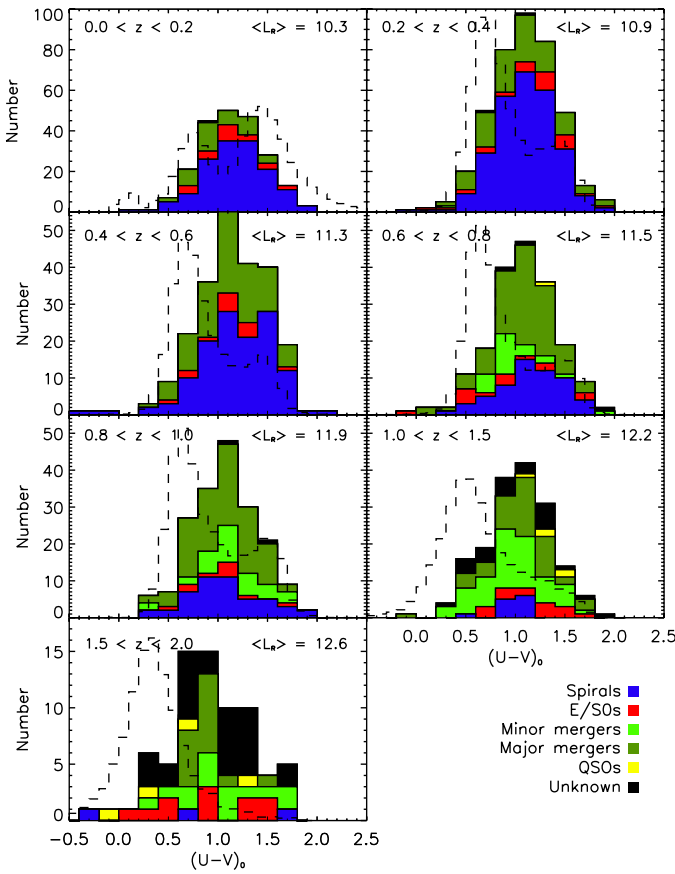 0.0 < z < 0.2 <L_R> = 10.3
0.2 < z < 0.4 <L_R> = 10.9
100
80
60
40
20
0
Number
0.4 < z < 0.6 <L_R> = 11.3
0.6 < z < 0.8 <L_R> = 11.5
50
40
30
20
10
0
Number
0.8 < z < 1.0 <L_R> = 11.9
1.0 < z < 1.5 <L_R> = 12.2
50
40
30
20
10
0
Number
0.0 0.5 1.0 1.5 2.0 2.5
(U-V)₀
1.5 < z < 2.0 <L_R> = 12.6
15
10
5
0
Number
-0.5 0.0 0.5 1.0 1.5 2.0 2.5
(U-V)₀
Spirals
E/S0s
Minor mergers
Major mergers
QSOs
Unknown